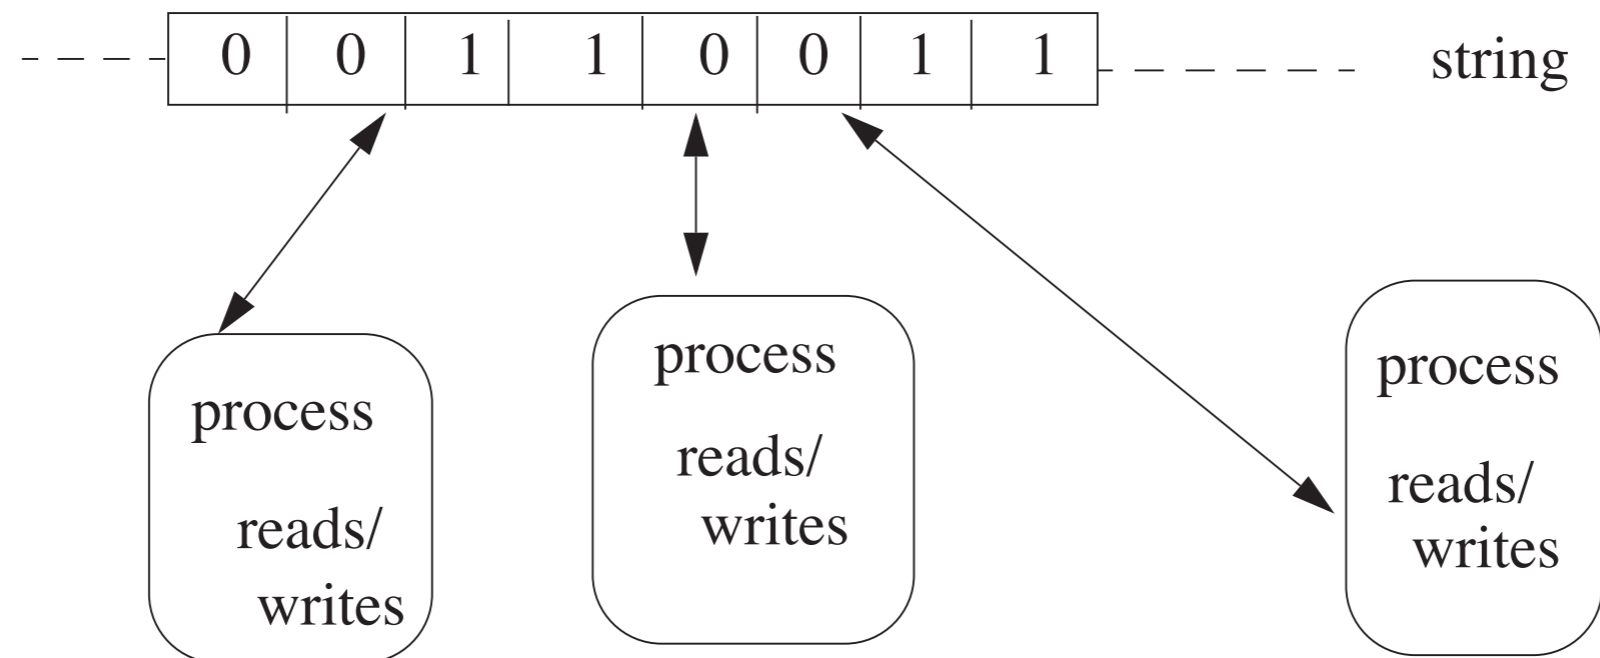 0 0 1 1 0 0 1 1 string
process
reads/
writes
process
reads/
writes
process
reads/
writes